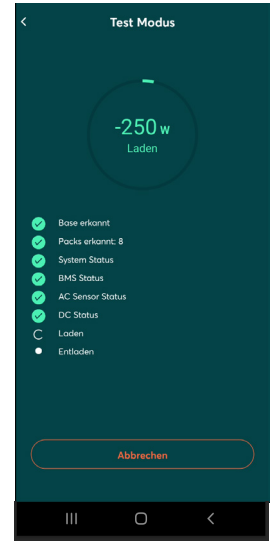 Test Modus
-250 W
Laden
Base erkannt
Packs erkannt: 8
System Status
BMS Status
AC Sensor Status
DC Status
Laden
Entladen
Abbrechen